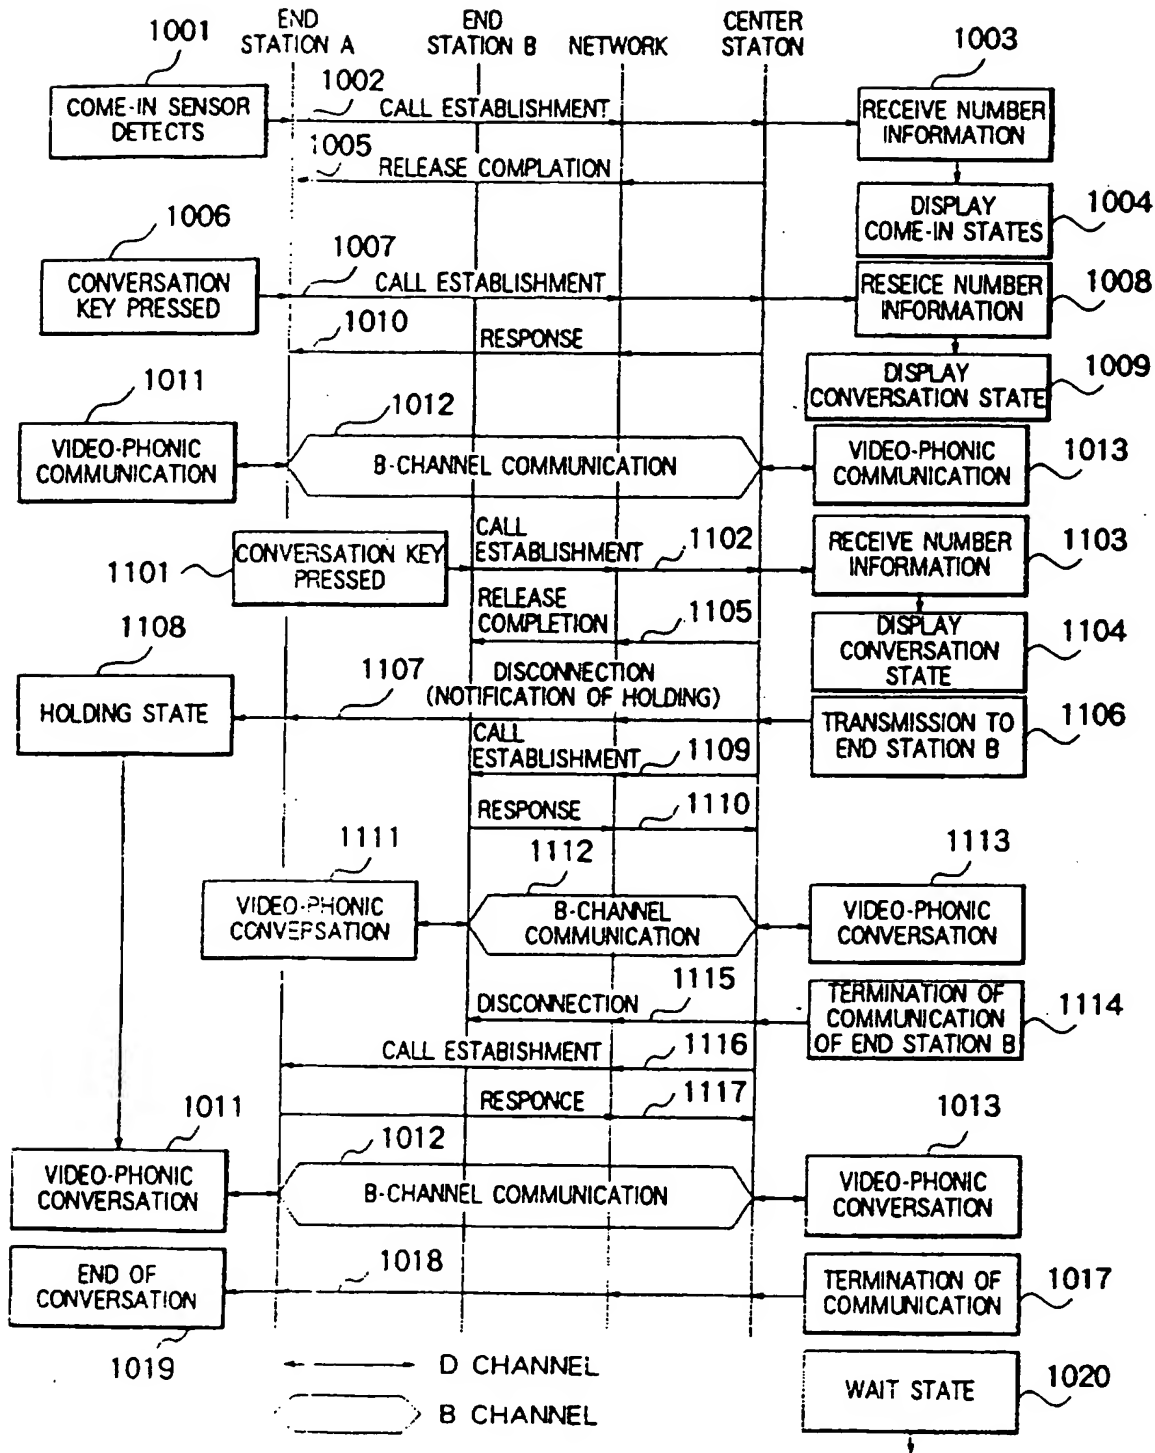 END
STATION A
END
STATION B
NETWORK
CENTER
STATON
1001
COME-IN SENSOR
DETECTS
1002
CALL ESTABLISHMENT
1003
RECEIVE NUMBER
INFORMATION
1005
RELEASE COMPLATION
DISPLAY
COME-IN STATES
1004
1006
CONVERSATION
KEY PRESSED
1007
CALL ESTABLISHMENT
RESEICE NUMBER
INFORMATION
1008
1010
RESPONSE
DISPLAY
CONVERSATION STATE
1009
1011
VIDEO-PHONIC
COMMUNICATION
1012
B-CHANNEL COMMUNICATION
VIDEO-PHONIC
COMMUNICATION
1013
1101
CONVERSATION KEY
PRESSED
CALL
ESTABLISHMENT
1102
RECEIVE NUMBER
INFORMATION
1103
RELEASE
COMPLETION
1105
DISPLAY
CONVERSATION
STATE
1104
1108
HOLDING STATE
1107
DISCONNECTION
(NOTIFICATION OF HOLDING)
TRANSMISSION TO
END STATION B
1106
CALL
ESTABLISHMENT
1109
RESPONSE
1110
1111
VIDEO-PHONIC
CONVERSATION
1112
B-CHANNEL
COMMUNICATION
1113
VIDEO-PHONIC
CONVERSATION
DISCONNECTION
1115
TERMINATION OF
COMMUNICATION
OF END STATION B
1114
CALL ESTABISHMENT
1116
RESPONCE
1117
1011
VIDEO-PHONIC
CONVERSATION
1012
B-CHANNEL COMMUNICATION
1013
VIDEO-PHONIC
CONVERSATION
END OF
CONVERSATION
1019
1018
TERMINATION OF
COMMUNICATION
1017
D CHANNEL
B CHANNEL
WAIT STATE
1020